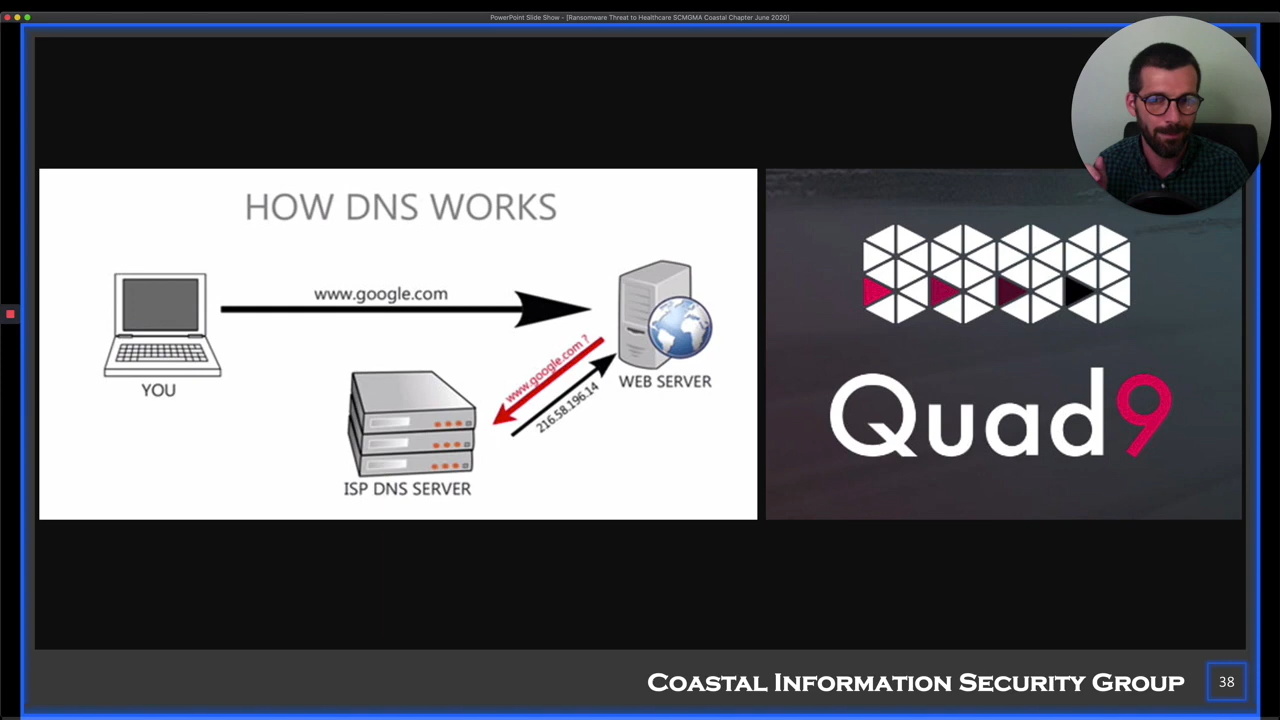 PowerPoint Slide Show - [Ransomware Threat to Healthcare SCMGMA Coastal Chapter June 2020]
HOW DNS WORKS
www.google.com
YOU
www.google.com ?
216.58.196.14
WEB SERVER
ISP DNS SERVER
Quad9
COASTAL INFORMATION SECURITY GROUP
38